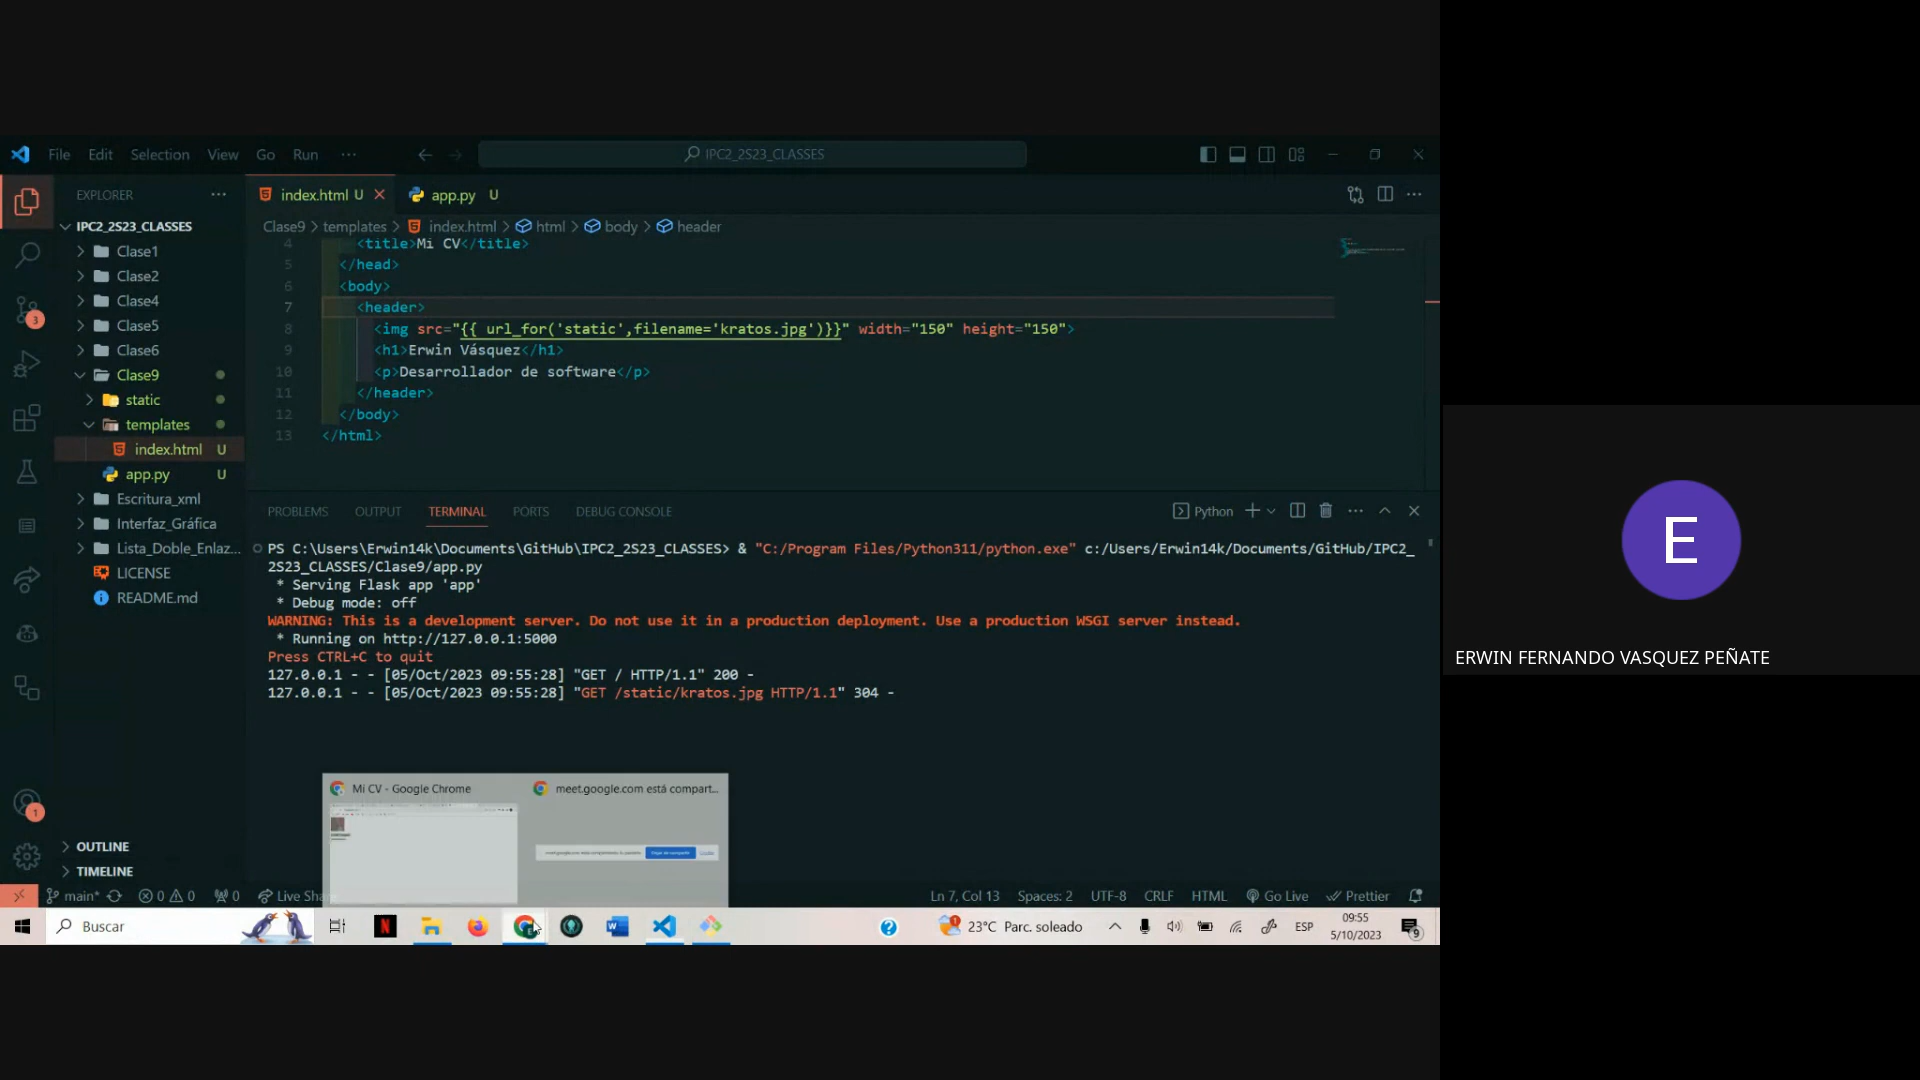 File Edit Selection View Go Run ···
IPC2_2S23_CLASSES
EXPLORER
index.html U
app.py U
IPC2_2S23_CLASSES
Clase1
Clase2
Clase4
Clase5
Clase6
Clase9
static
templates
index.html U
app.py U
Escritura_xml
Interfaz_Gráfica
Lista_Doble_Enlaz...
LICENSE
README.md
OUTLINE
TIMELINE
3
1
Clase9 > templates > index.html > html > body > header
4 <title>Mi CV</title>
5 </head>
6 <body>
7 <header>
8 <img src="{{ url_for('static',filename='kratos.jpg')}}" width="150" height="150">
9 <h1>Erwin Vásquez</h1>
10 <p>Desarrollador de software</p>
11 </header>
12 </body>
13 </html>
PROBLEMS OUTPUT TERMINAL PORTS DEBUG CONSOLE
Python
PS C:\Users\Erwin14k\Documents\GitHub\IPC2_2S23_CLASSES> & "C:/Program Files/Python311/python.exe" c:/Users/Erwin14k/Documents/GitHub/IPC2_
2S23_CLASSES/Clase9/app.py
* Serving Flask app 'app'
* Debug mode: off
WARNING: This is a development server. Do not use it in a production deployment. Use a production WSGI server instead.
* Running on http://127.0.0.1:5000
Press CTRL+C to quit
127.0.0.1 - - [05/Oct/2023 09:55:28] "GET / HTTP/1.1" 200 -
127.0.0.1 - - [05/Oct/2023 09:55:28] "GET /static/kratos.jpg HTTP/1.1" 304 -
Mi CV - Google Chrome
meet.google.com está compart...
main* 0 0 0 Live Sha
Ln 7, Col 13 Spaces: 2 UTF-8 CRLF HTML Go Live Prettier
Buscar
N
W
23°C Parc. soleado
ESP
09:55
5/10/2023
9
E
ERWIN FERNANDO VASQUEZ PEÑATE